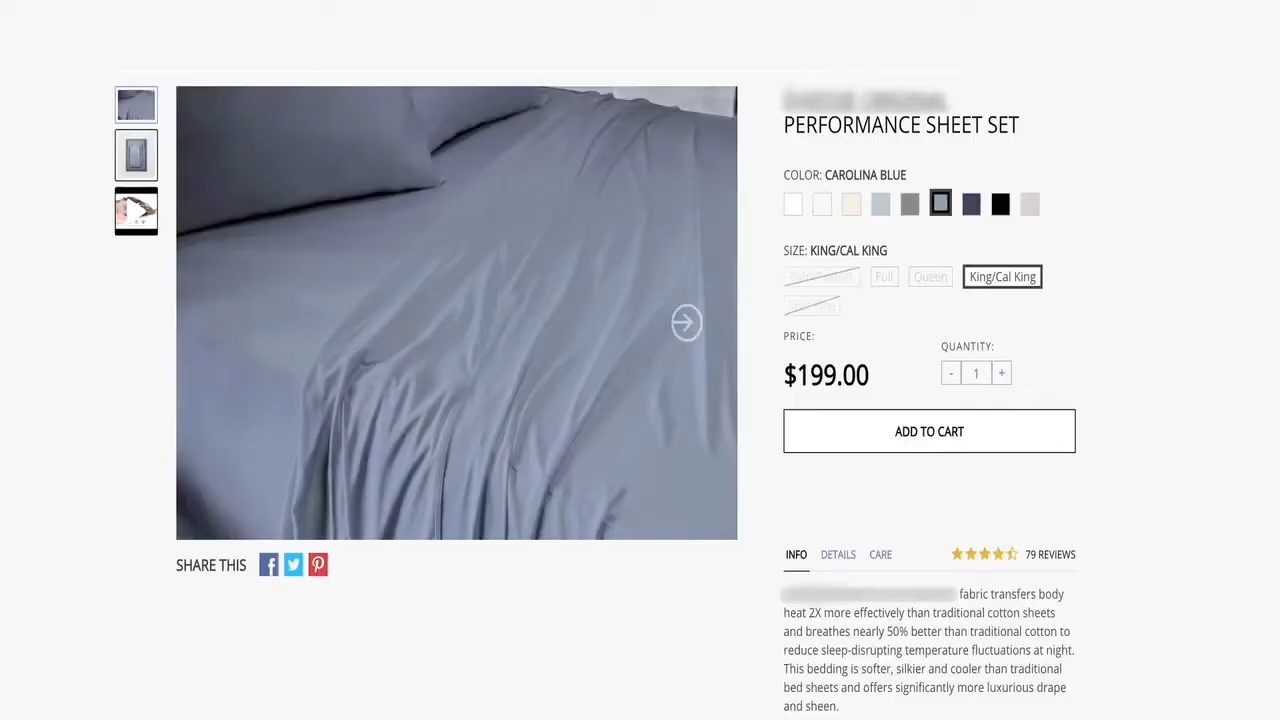 PERFORMANCE SHEET SET
COLOR: CAROLINA BLUE
SIZE: KING/CAL KING
Full
Queen
King/Cal King
PRICE:
QUANTITY:
$199.00
- 1 +
ADD TO CART
SHARE THIS
INFO DETAILS CARE 79 REVIEWS
fabric transfers body
heat 2X more effectively than traditional cotton sheets
and breathes nearly 50% better than traditional cotton to
reduce sleep-disrupting temperature fluctuations at night.
This bedding is softer, silkier and cooler than traditional
bed sheets and offers significantly more luxurious drape
and sheen.